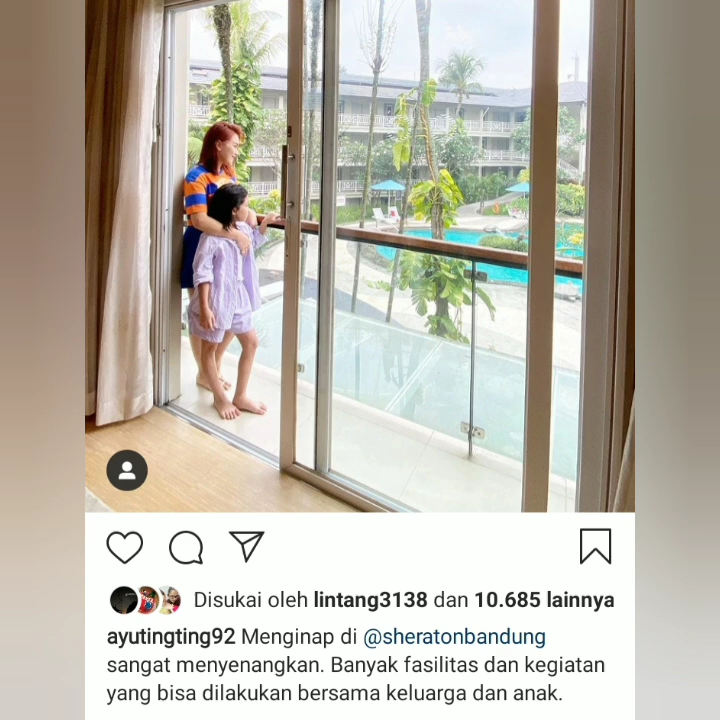 Disukai oleh lintang3138 dan 10.685 lainnya
ayutingting92 Menginap di @sheratonbandung
sangat menyenangkan. Banyak fasilitas dan kegiatan
yang bisa dilakukan bersama keluarga dan anak.